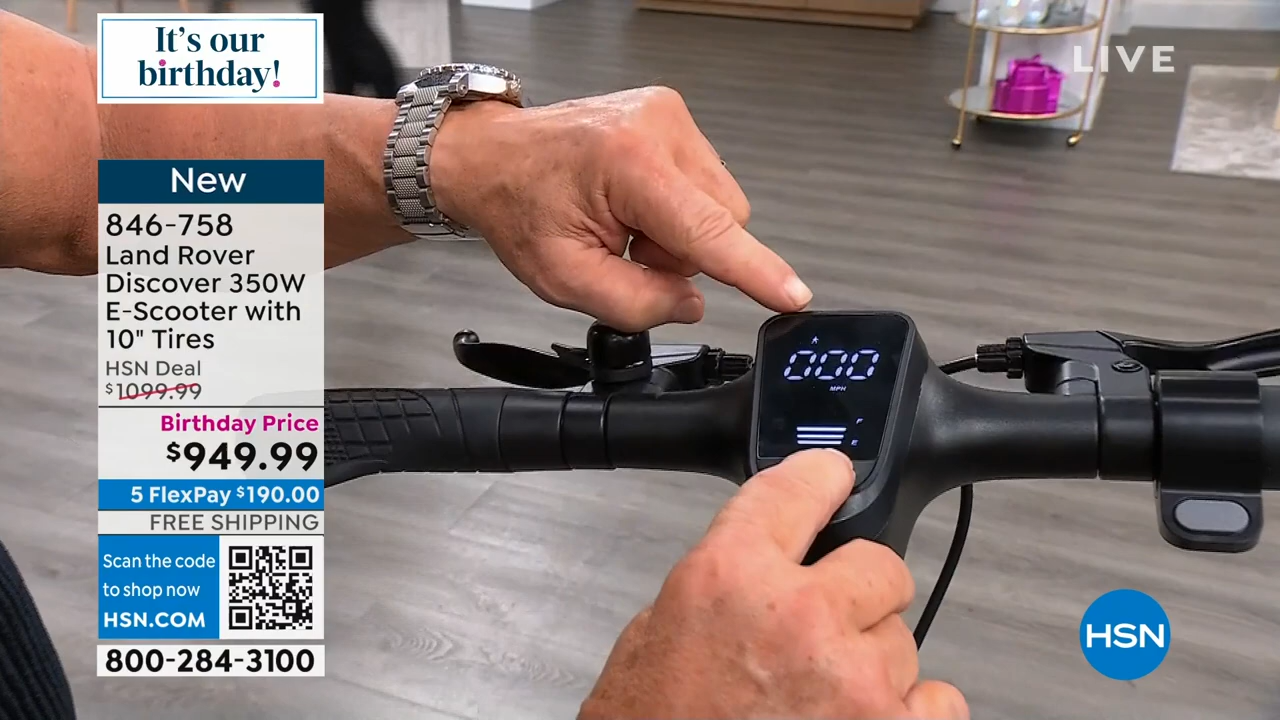 It's our
birthday!
LIVE
New
846-758
Land Rover
Discover 350W
E-Scooter with
10" Tires
HSN Deal
$1099.99
Birthday Price
$949.99
5 FlexPay $190.00
FREE SHIPPING
Scan the code
to shop now
HSN.COM
800-284-3100
000
MPH
F
E
HSN